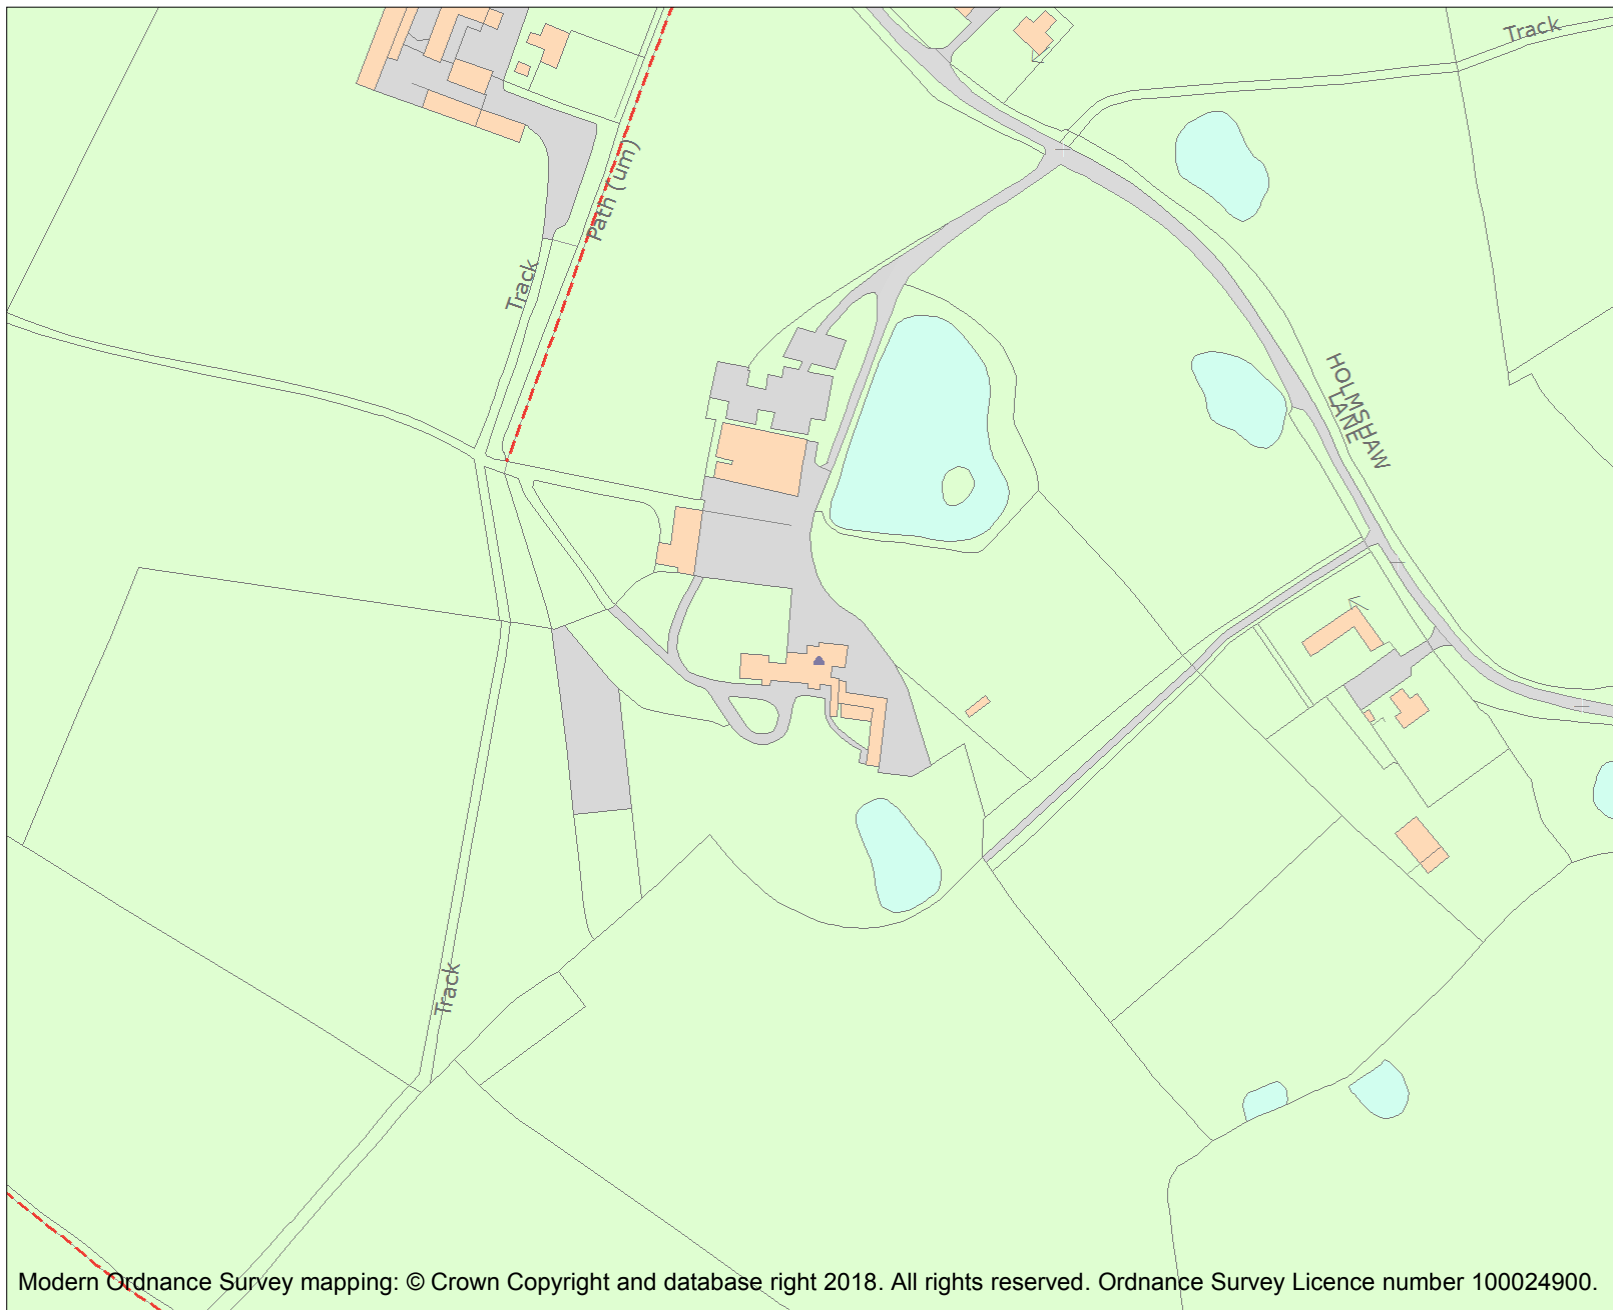 Track
Path (um)
Track
HOLMSHAW
LANE
Track
Modern Ordnance Survey mapping: © Crown Copyright and database right 2018. All rights reserved. Ordnance Survey Licence number 100024900.